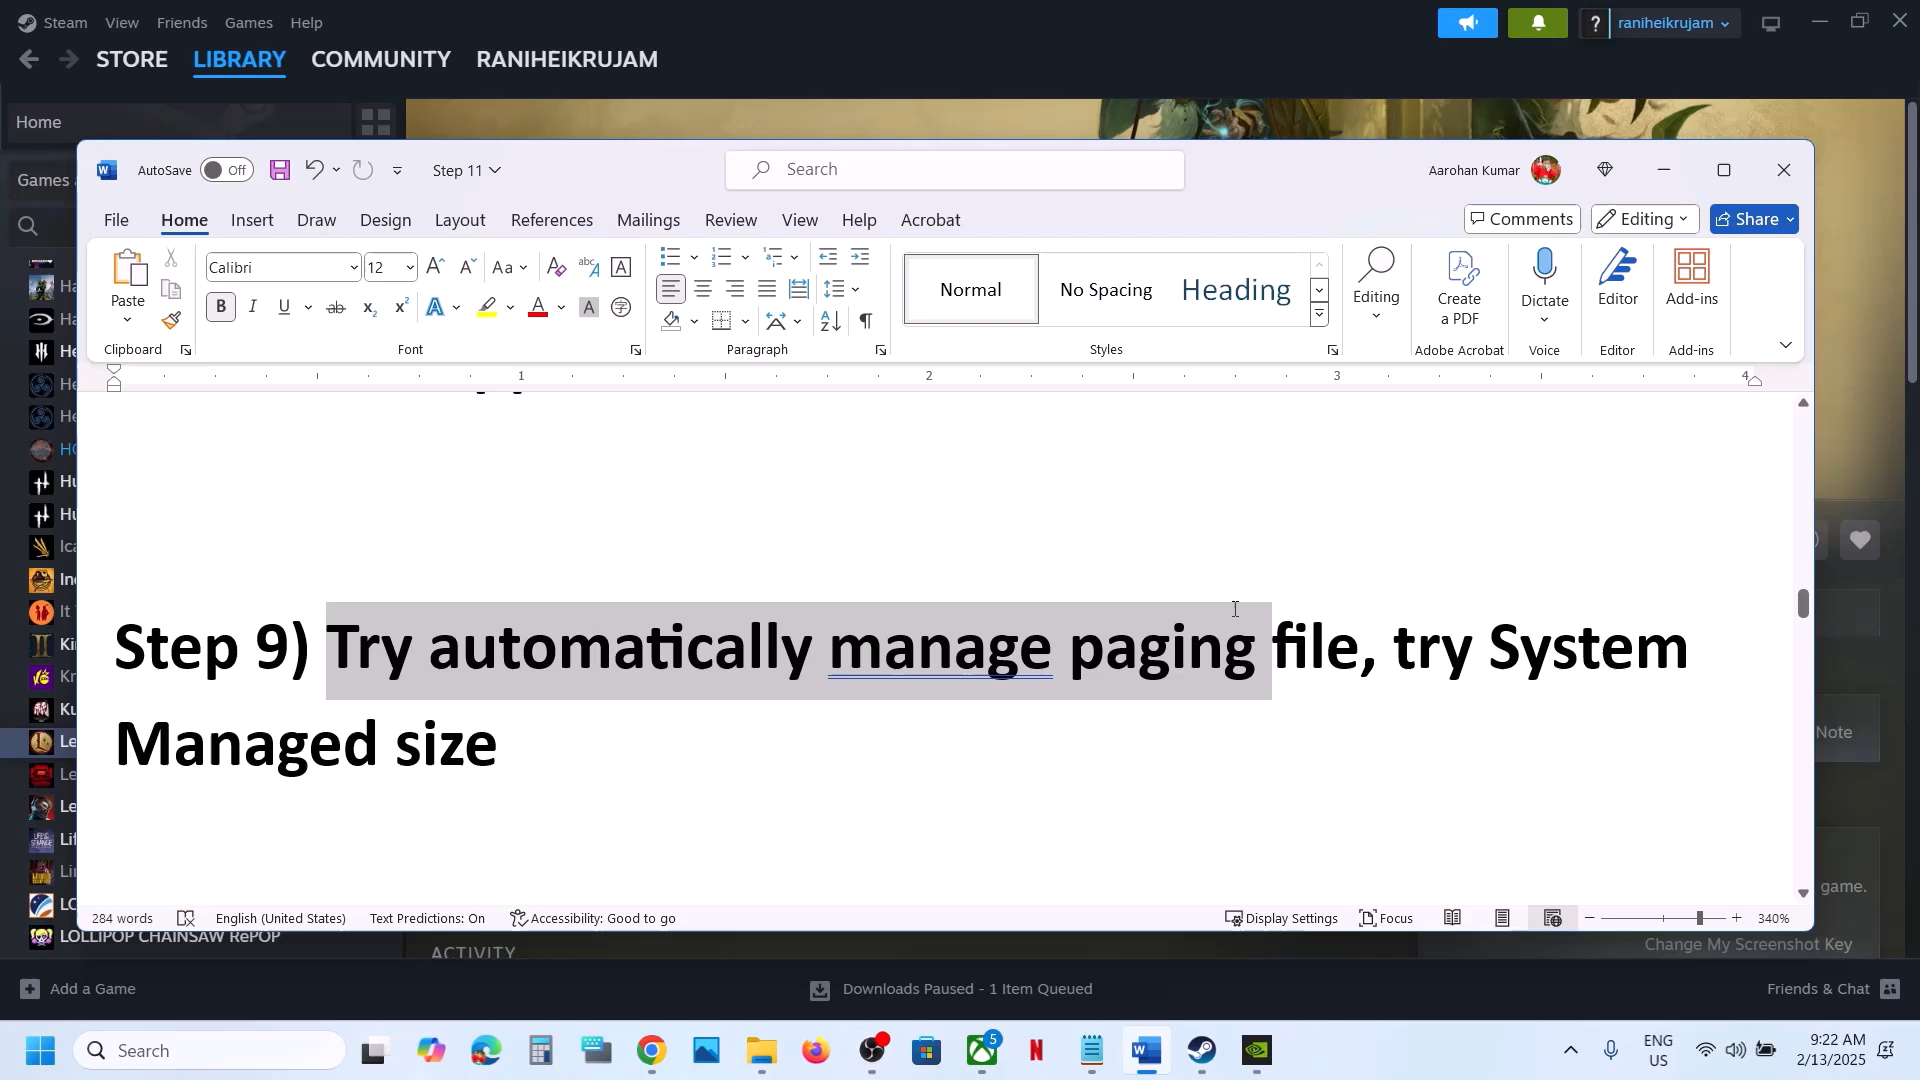 Steam View Friends Games Help
raniheikrujam
STORE LIBRARY COMMUNITY RANIHEIKRUJAM
Home
Games
AutoSave Off Step 11 Search Aarohan Kumar
File Home Insert Draw Design Layout References Mailings Review View Help Acrobat Comments Editing Share
Calibri 12
Paste
Normal No Spacing Heading
Editing Create a PDF Dictate Editor Add-ins
Clipboard Font Paragraph Styles Adobe Acrobat Voice Editor Add-ins
1 2 3 4
Step 9) Try automatically manage paging file, try System
Managed size
Note
game.
284 words English (United States) Text Predictions: On Accessibility: Good to go Display Settings Focus 340%
LOLLIPOP CHAINSAW RePOP
ACTIVITY
Change My Screenshot Key
Add a Game Downloads Paused - 1 Item Queued Friends & Chat
Search
5
ENG
US
9:22 AM
2/13/2025